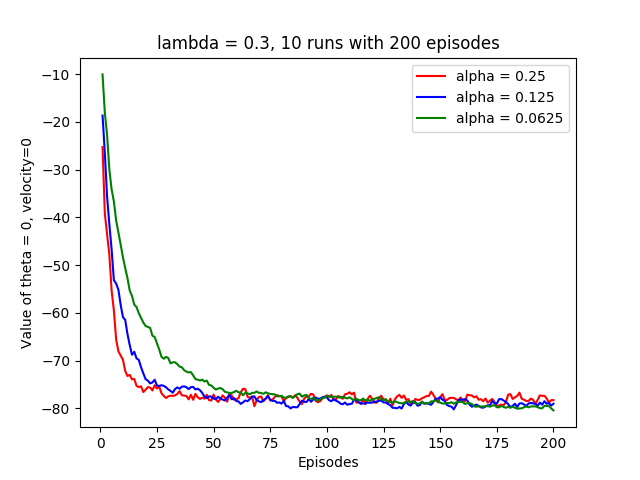 lambda = 0.3, 10 runs with 200 episodes
alpha = 0.25
alpha = 0.125
alpha = 0.0625
Value of theta = 0, velocity=0
−10
−20
−30
−40
−50
−60
−70
−80
0 25 50 75 100 125 150 175 200
Episodes